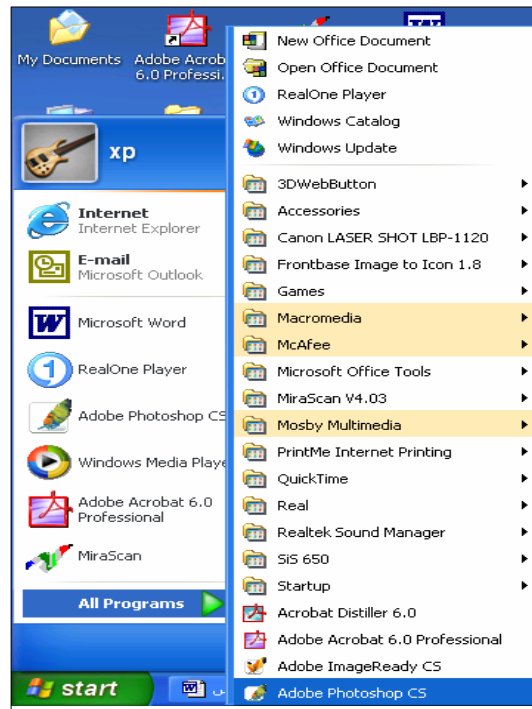 My Documents
Adobe Acrob
6.0 Professi...
xp
Internet
Internet Explorer
E-mail
Microsoft Outlook
Microsoft Word
RealOne Player
Adobe Photoshop CS
Windows Media Playe
Adobe Acrobat 6.0
Professional
MiraScan
All Programs
start
New Office Document
Open Office Document
RealOne Player
Windows Catalog
Windows Update
3DWebButton
Accessories
Canon LASER SHOT LBP-1120
Frontbase Image to Icon 1.8
Games
Macromedia
McAfee
Microsoft Office Tools
MiraScan V4.03
Mosby Multimedia
PrintMe Internet Printing
QuickTime
Real
Realtek Sound Manager
SiS 650
Startup
Acrobat Distiller 6.0
Adobe Acrobat 6.0 Professional
Adobe ImageReady CS
Adobe Photoshop CS